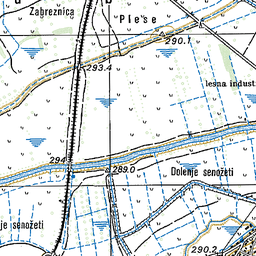 Zabreznica
Pleše
290.1
293.4
lesna indust
294
289.0
Dolenje senožeti
je senožeti
290.2